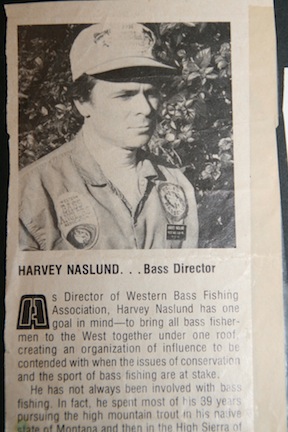 HARVEY NASLUND. . . Bass Director
As Director of Western Bass Fishing
Association, Harvey Naslund has one
goal in mind—to bring all bass fisher-
men to the West together under one roof,
creating an organization of influence to be
contended with when the issues of conservation
and the sport of bass fishing are at stake.
He has not always been involved with bass
fishing. In fact, he spent most of his 39 years
pursuing the high mountain trout in his native
state of Montana and then in the High Sierra of